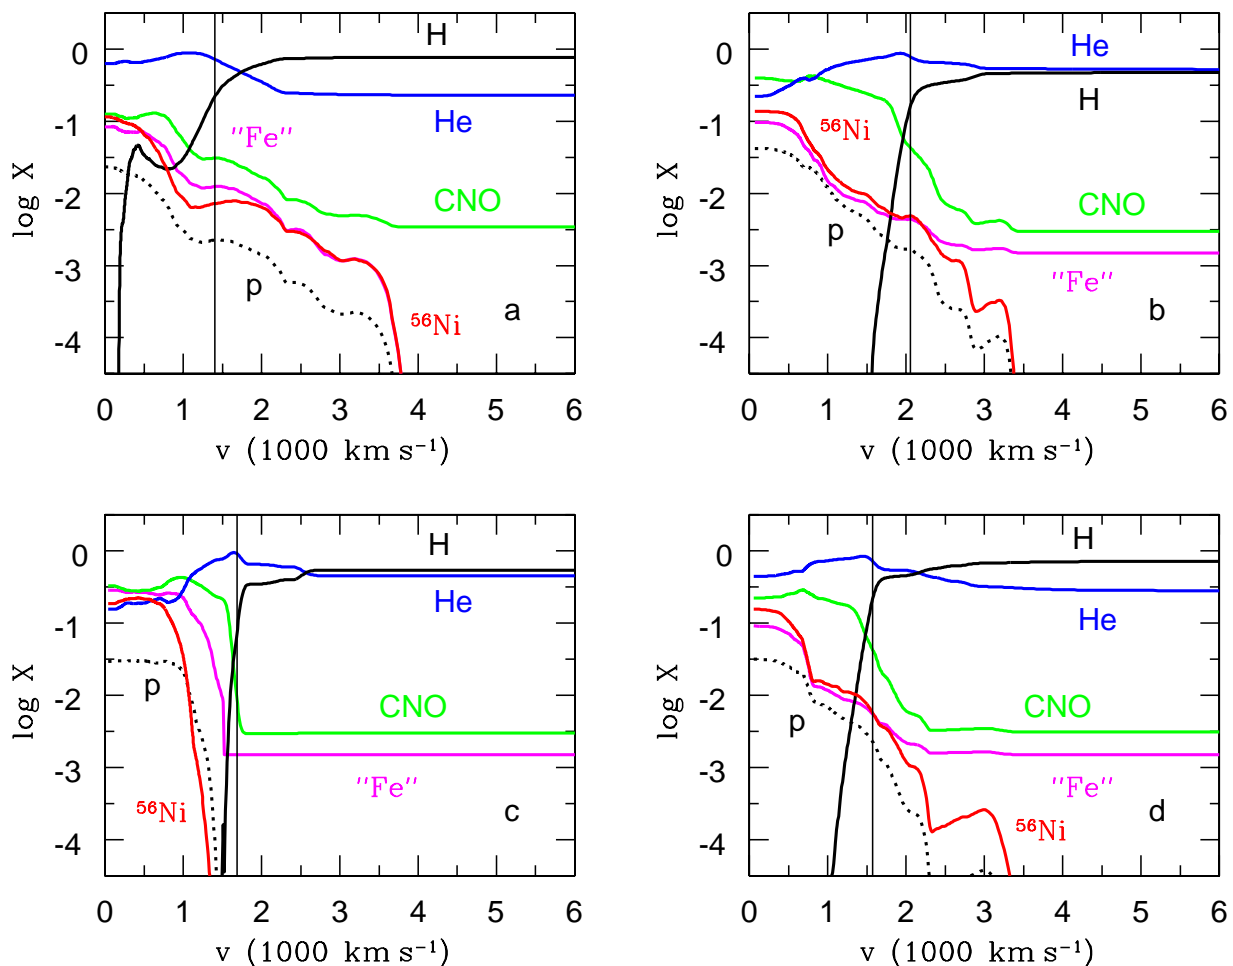 H
He
0
-1
-2
-3
-4
log X
"Fe"
CNO
p
⁵⁶Ni
a
0 1 2 3 4 5 6
v (1000 km s⁻¹)
He
H
0
-1
-2
-3
-4
log X
⁵⁶Ni
CNO
p
"Fe"
b
0 1 2 3 4 5 6
v (1000 km s⁻¹)
H
He
0
-1
-2
-3
-4
log X
p
CNO
"Fe"
⁵⁶Ni
c
0 1 2 3 4 5 6
v (1000 km s⁻¹)
H
He
0
-1
-2
-3
-4
log X
CNO
p
"Fe"
⁵⁶Ni
d
0 1 2 3 4 5 6
v (1000 km s⁻¹)